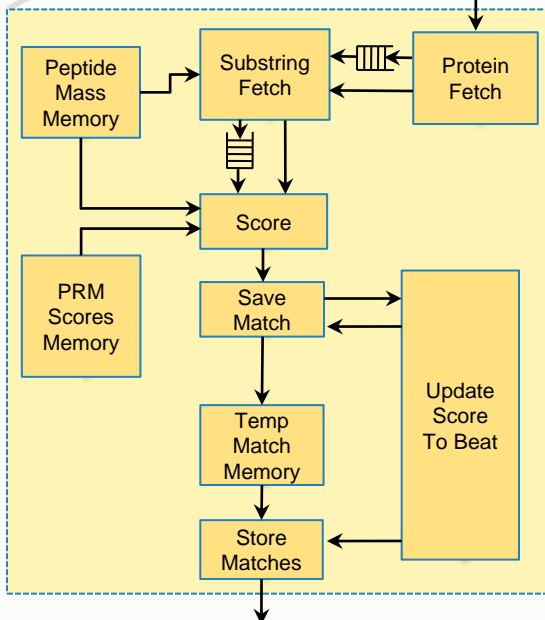 Peptide
Mass
Memory
Substring
Fetch
Protein
Fetch
Score
PRM
Scores
Memory
Save
Match
Update
Score
To Beat
Temp
Match
Memory
Store
Matches